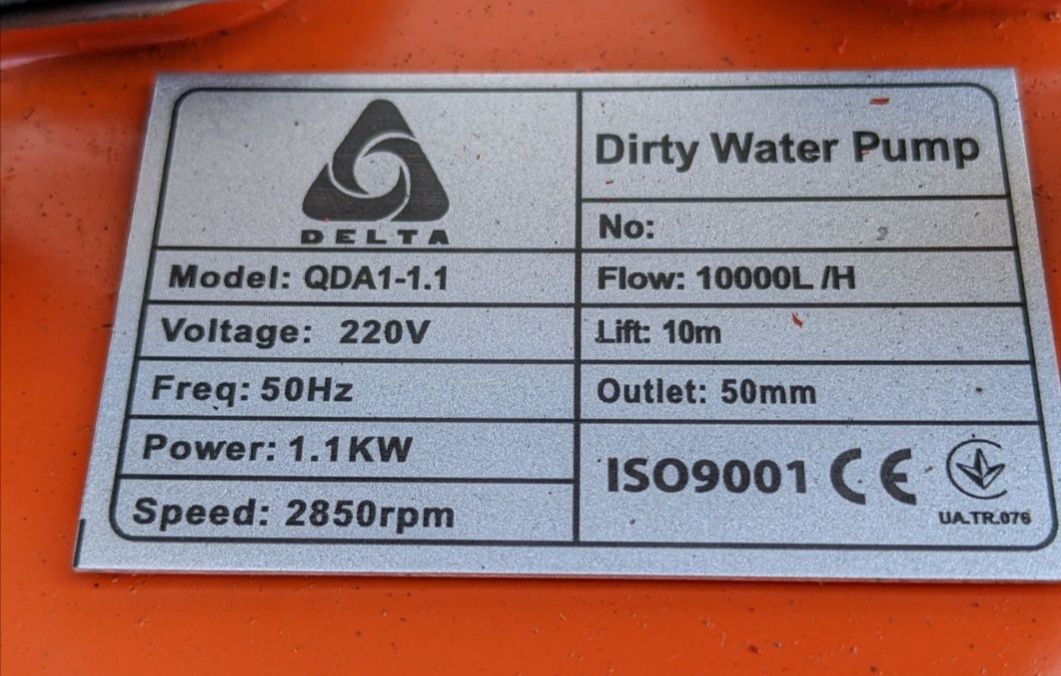 DELTA
Dirty Water Pump
No:
Model: QDA1-1.1
Flow: 10000L /H
Voltage: 220V
Lift: 10m
Freq: 50Hz
Outlet: 50mm
Power: 1.1KW
Speed: 2850rpm
ISO9001 CE
UA.TR.076